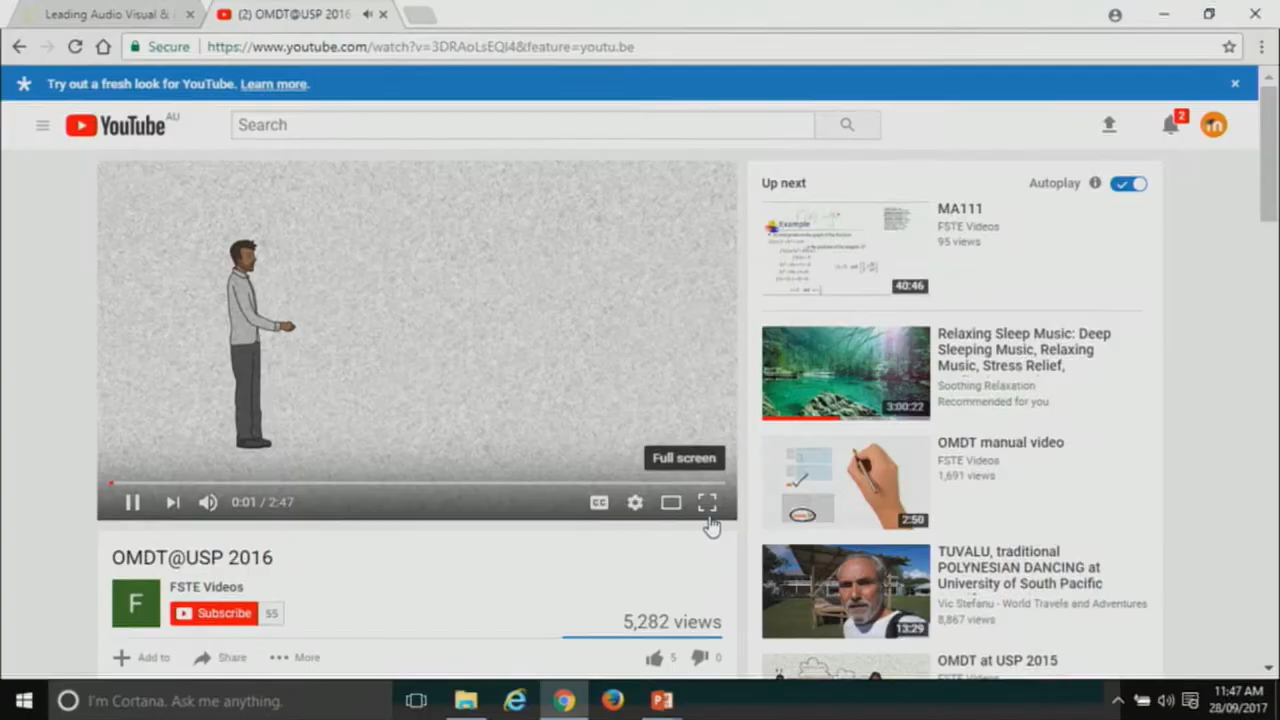 Leading Audio Visual &
(2) OMDT@USP 2016
Secure
https://www.youtube.com/watch?v=3DRAoLsEQI4&feature=youtu.be
Try out a fresh look for YouTube. Learn more.
YouTube AU
Search
2
Full screen
0:01 / 2:47
CC
OMDT@USP 2016
F
FSTE Videos
Subscribe 55
5,282 views
Add to
Share
More
5
0
Up next
Autoplay
Example
40:46
MA111
FSTE Videos
95 views
3:00:22
Relaxing Sleep Music: Deep
Sleeping Music, Relaxing
Music, Stress Relief,
Soothing Relaxation
Recommended for you
2:50
OMDT manual video
FSTE Videos
1,691 views
13:29
TUVALU, traditional
POLYNESIAN DANCING at
University of South Pacific
Vic Stefanu - World Travels and Adventures
8,867 views
OMDT at USP 2015
I'm Cortana. Ask me anything.
11:47 AM
28/09/2017